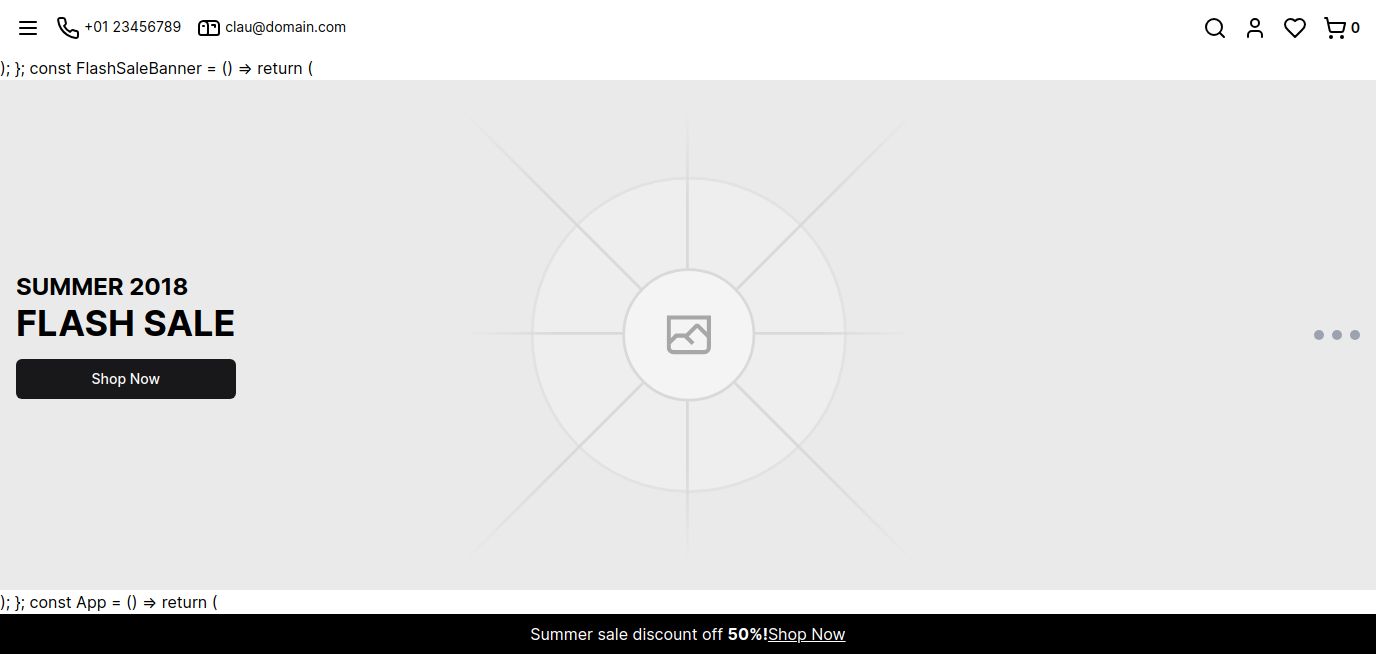 +01 23456789 clau@domain.com 0
); }; const FlashSaleBanner = () => return (
SUMMER 2018
FLASH SALE
Shop Now
); }; const App = () => return (
Summer sale discount off 50%!Shop Now